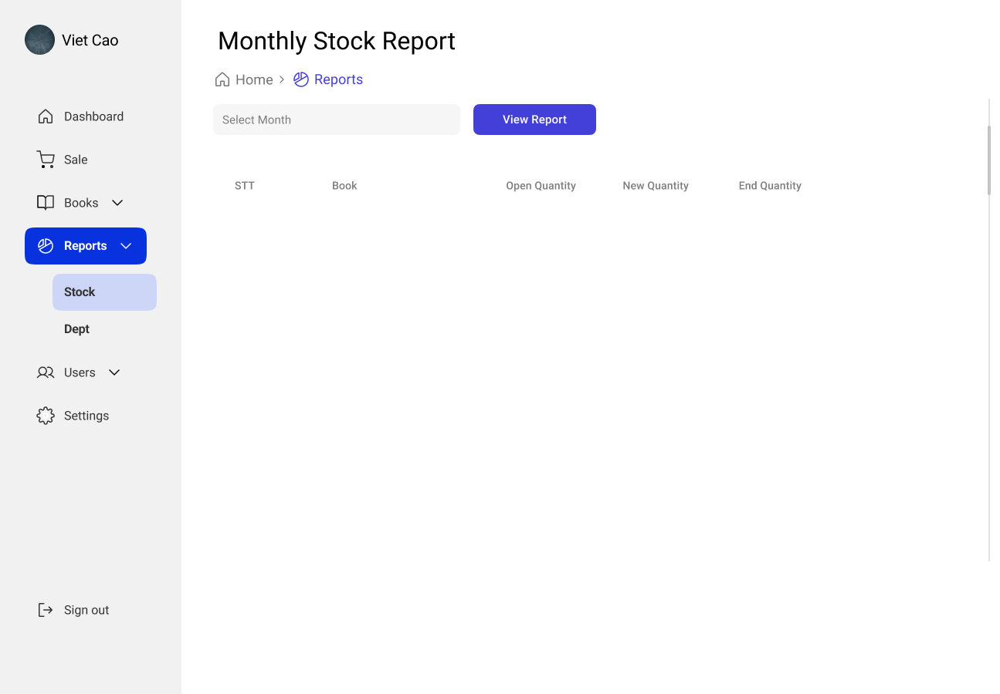 Viet Cao
Dashboard
Sale
Books
Reports
Stock
Dept
Users
Settings
Sign out
Monthly Stock Report
Home
Reports
Select Month
View Report
STT Book Open Quantity New Quantity End Quantity